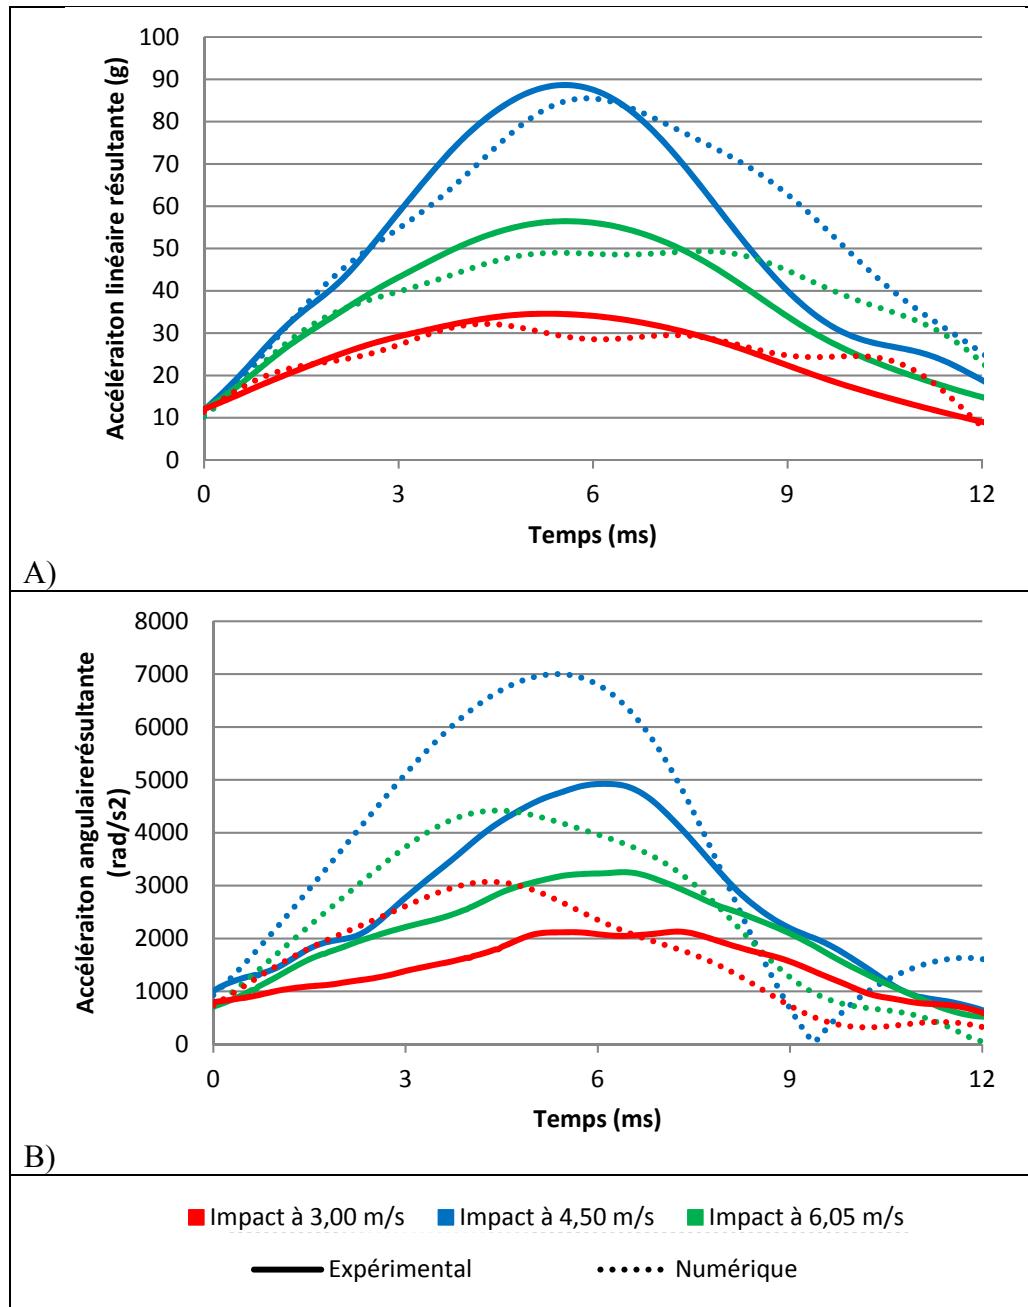 Accéléraiton linéaire résultante (g)
100
90
80
70
60
50
40
30
20
10
0
0 3 6 9 12
Temps (ms)
A)
Accéléraiton angulairerésultante
(rad/s2)
8000
7000
6000
5000
4000
3000
2000
1000
0
0 3 6 9 12
Temps (ms)
B)
Impact à 3,00 m/s Impact à 4,50 m/s Impact à 6,05 m/s
Expérimental Numérique